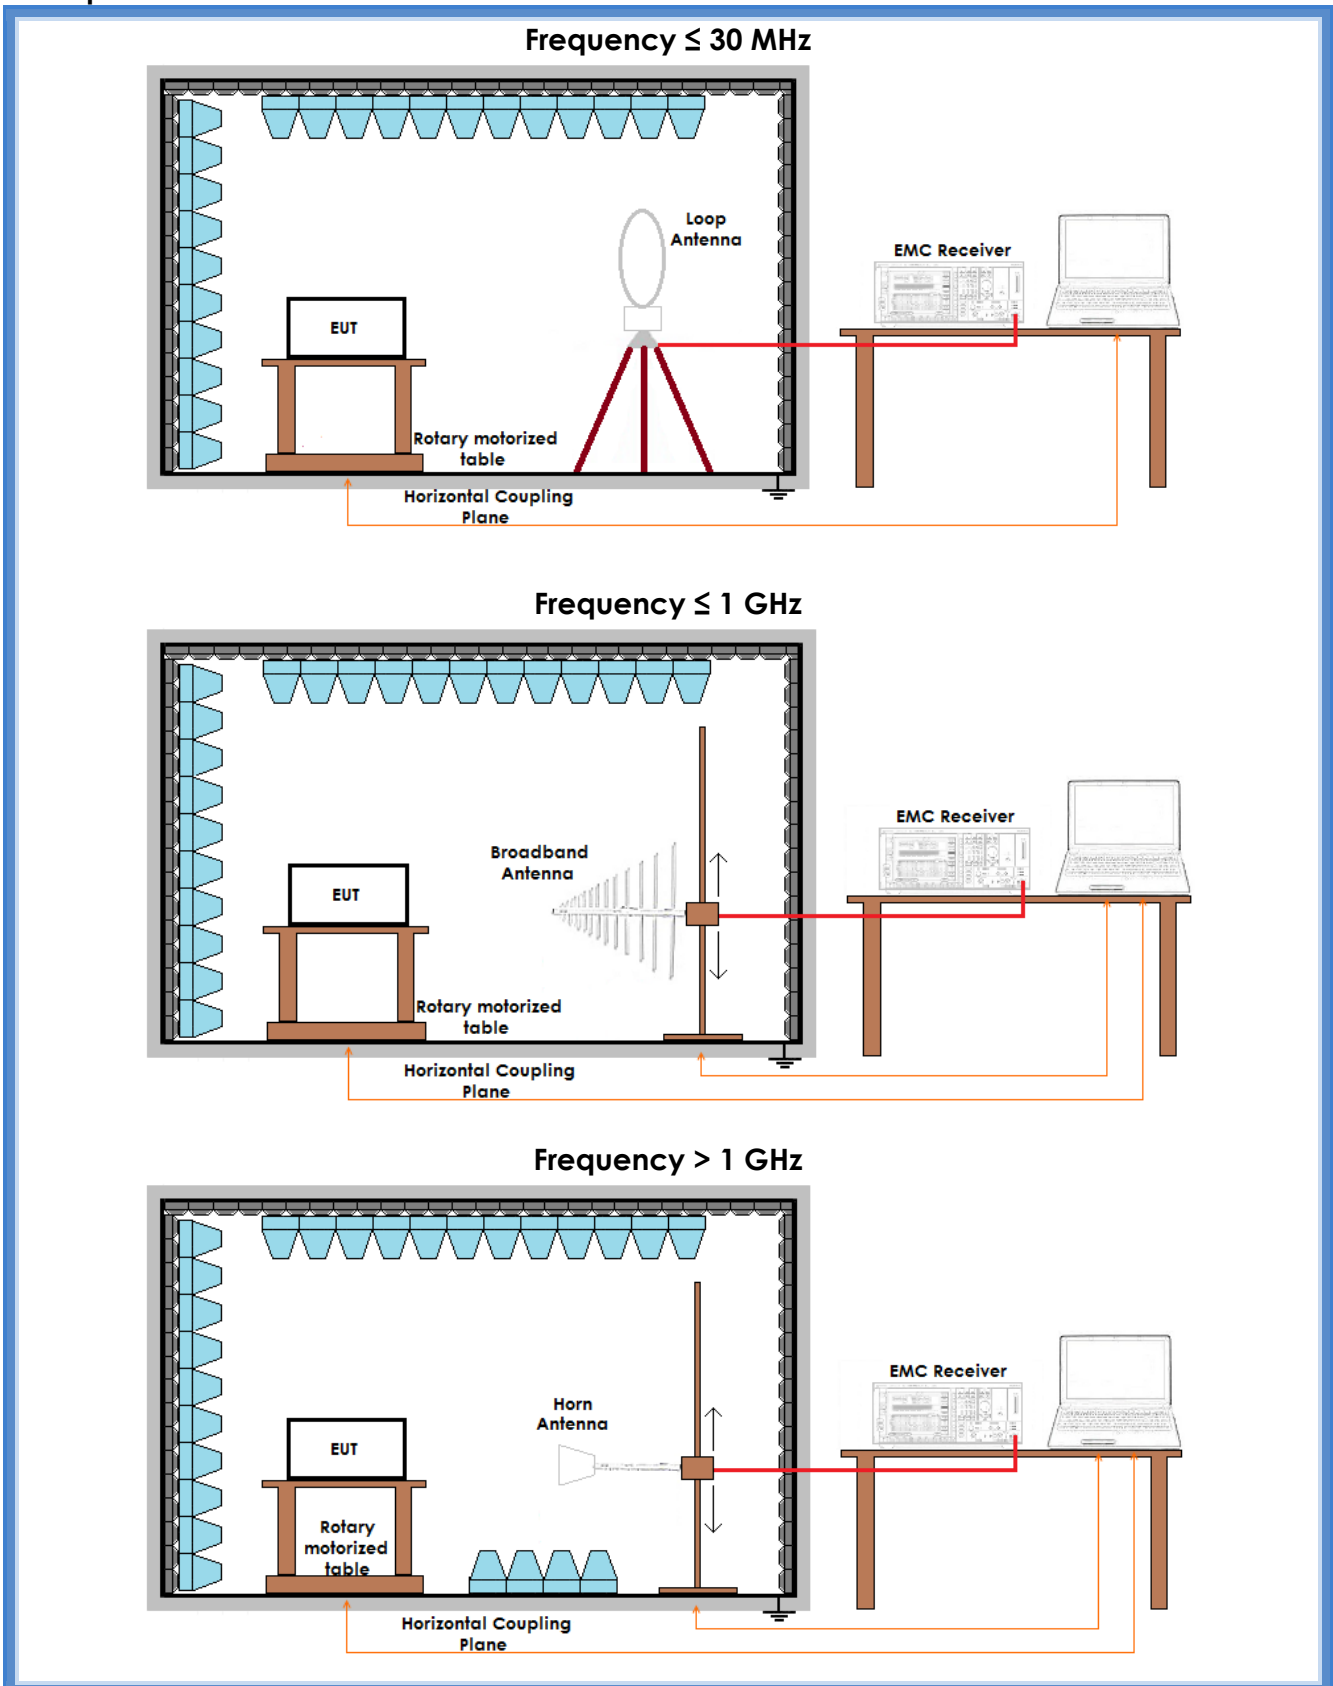 Frequency ≤ 30 MHz
Loop
Antenna
EMC Receiver
EUT
Rotary motorized
table
Horizontal Coupling
Plane
Frequency ≤ 1 GHz
EMC Receiver
Broadband
Antenna
EUT
Rotary motorized
table
Horizontal Coupling
Plane
Frequency > 1 GHz
EMC Receiver
Horn
Antenna
EUT
Rotary
motorized
table
Horizontal Coupling
Plane